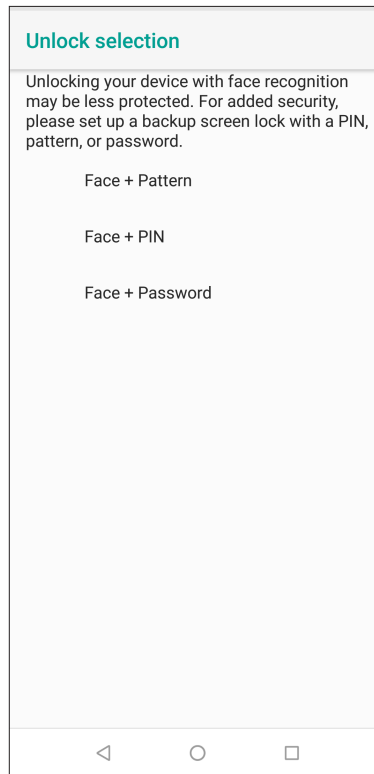 Unlock selection
Unlocking your device with face recognition
may be less protected. For added security,
please set up a backup screen lock with a PIN,
pattern, or password.
Face + Pattern
Face + PIN
Face + Password